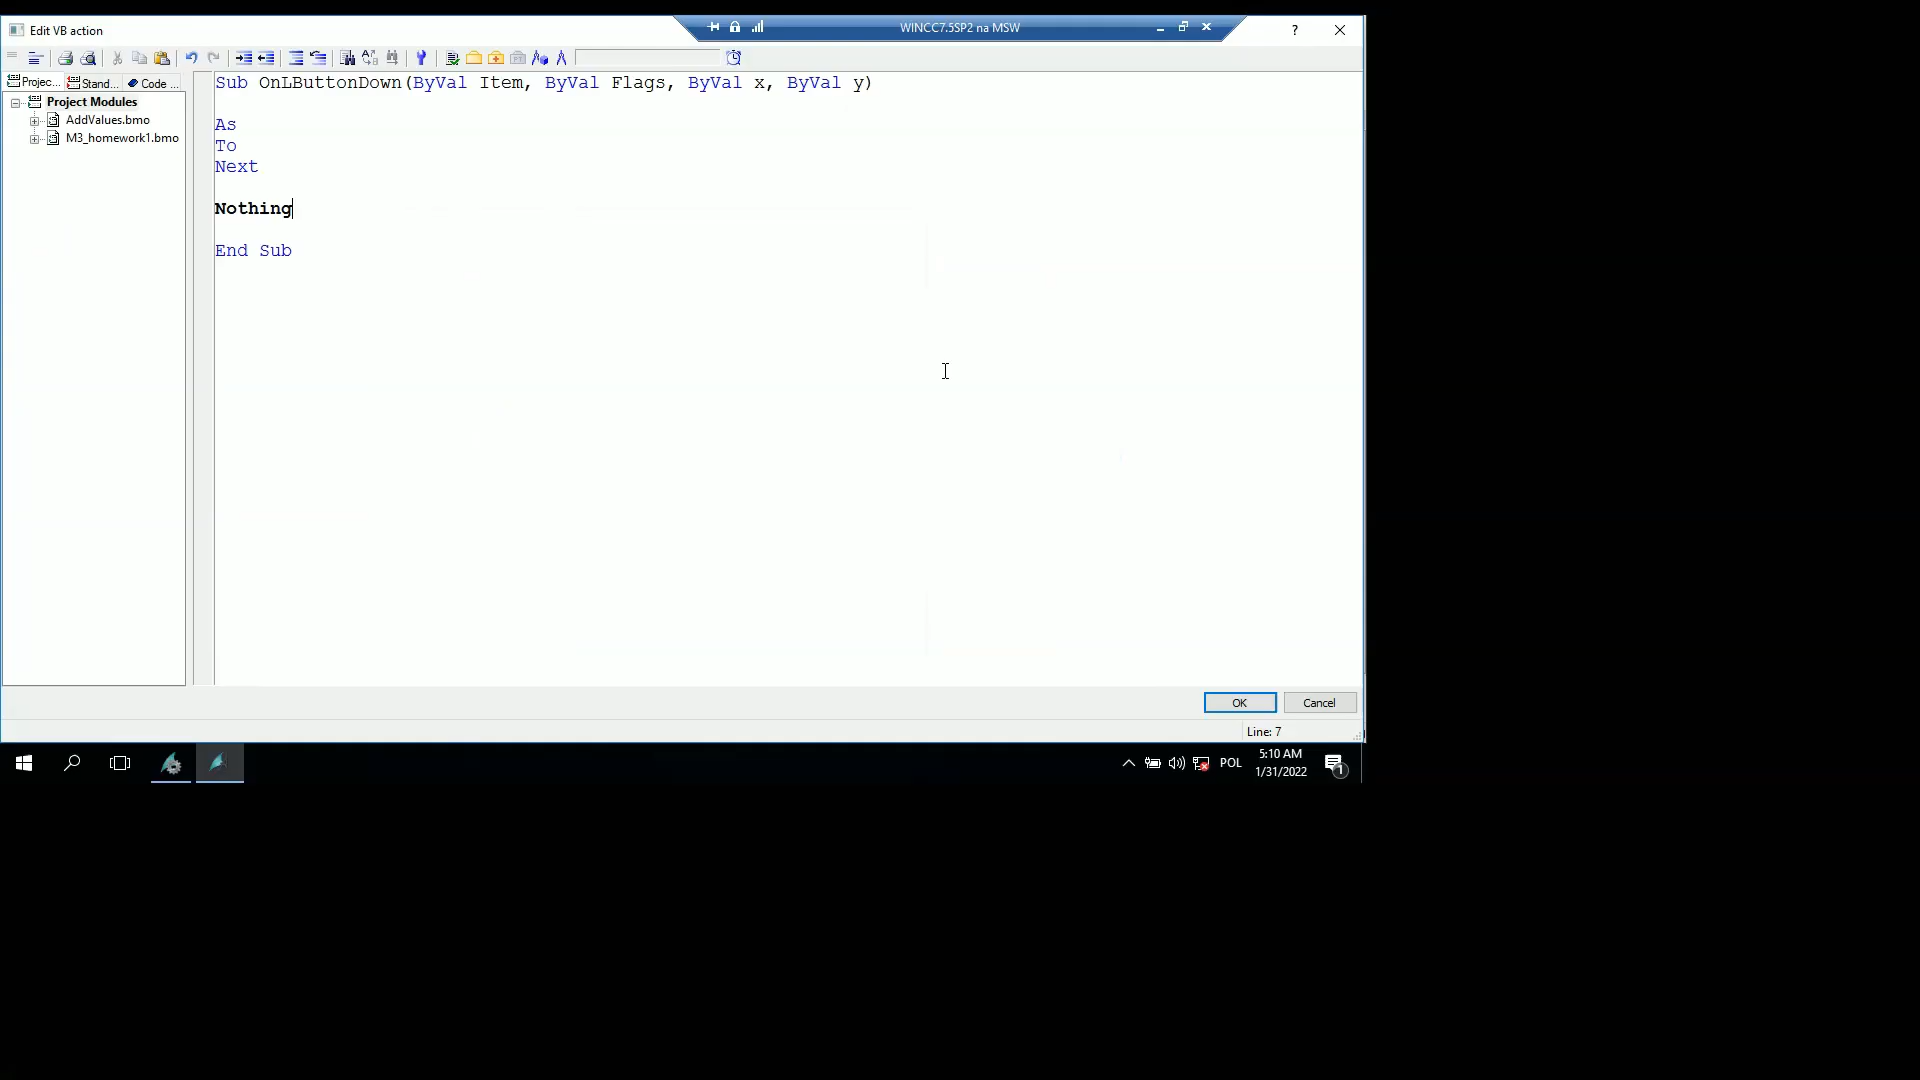 WINCC7.5SP2 na MSW
Edit VB action
Projec...
Stand...
Code ...
Project Modules
AddValues.bmo
M3_homework1.bmo
Sub OnLButtonDown(ByVal Item, ByVal Flags, ByVal x, ByVal y)
As
To
Next
Nothing
End Sub
OK
Cancel
Line: 7
POL
5:10 AM
1/31/2022
1